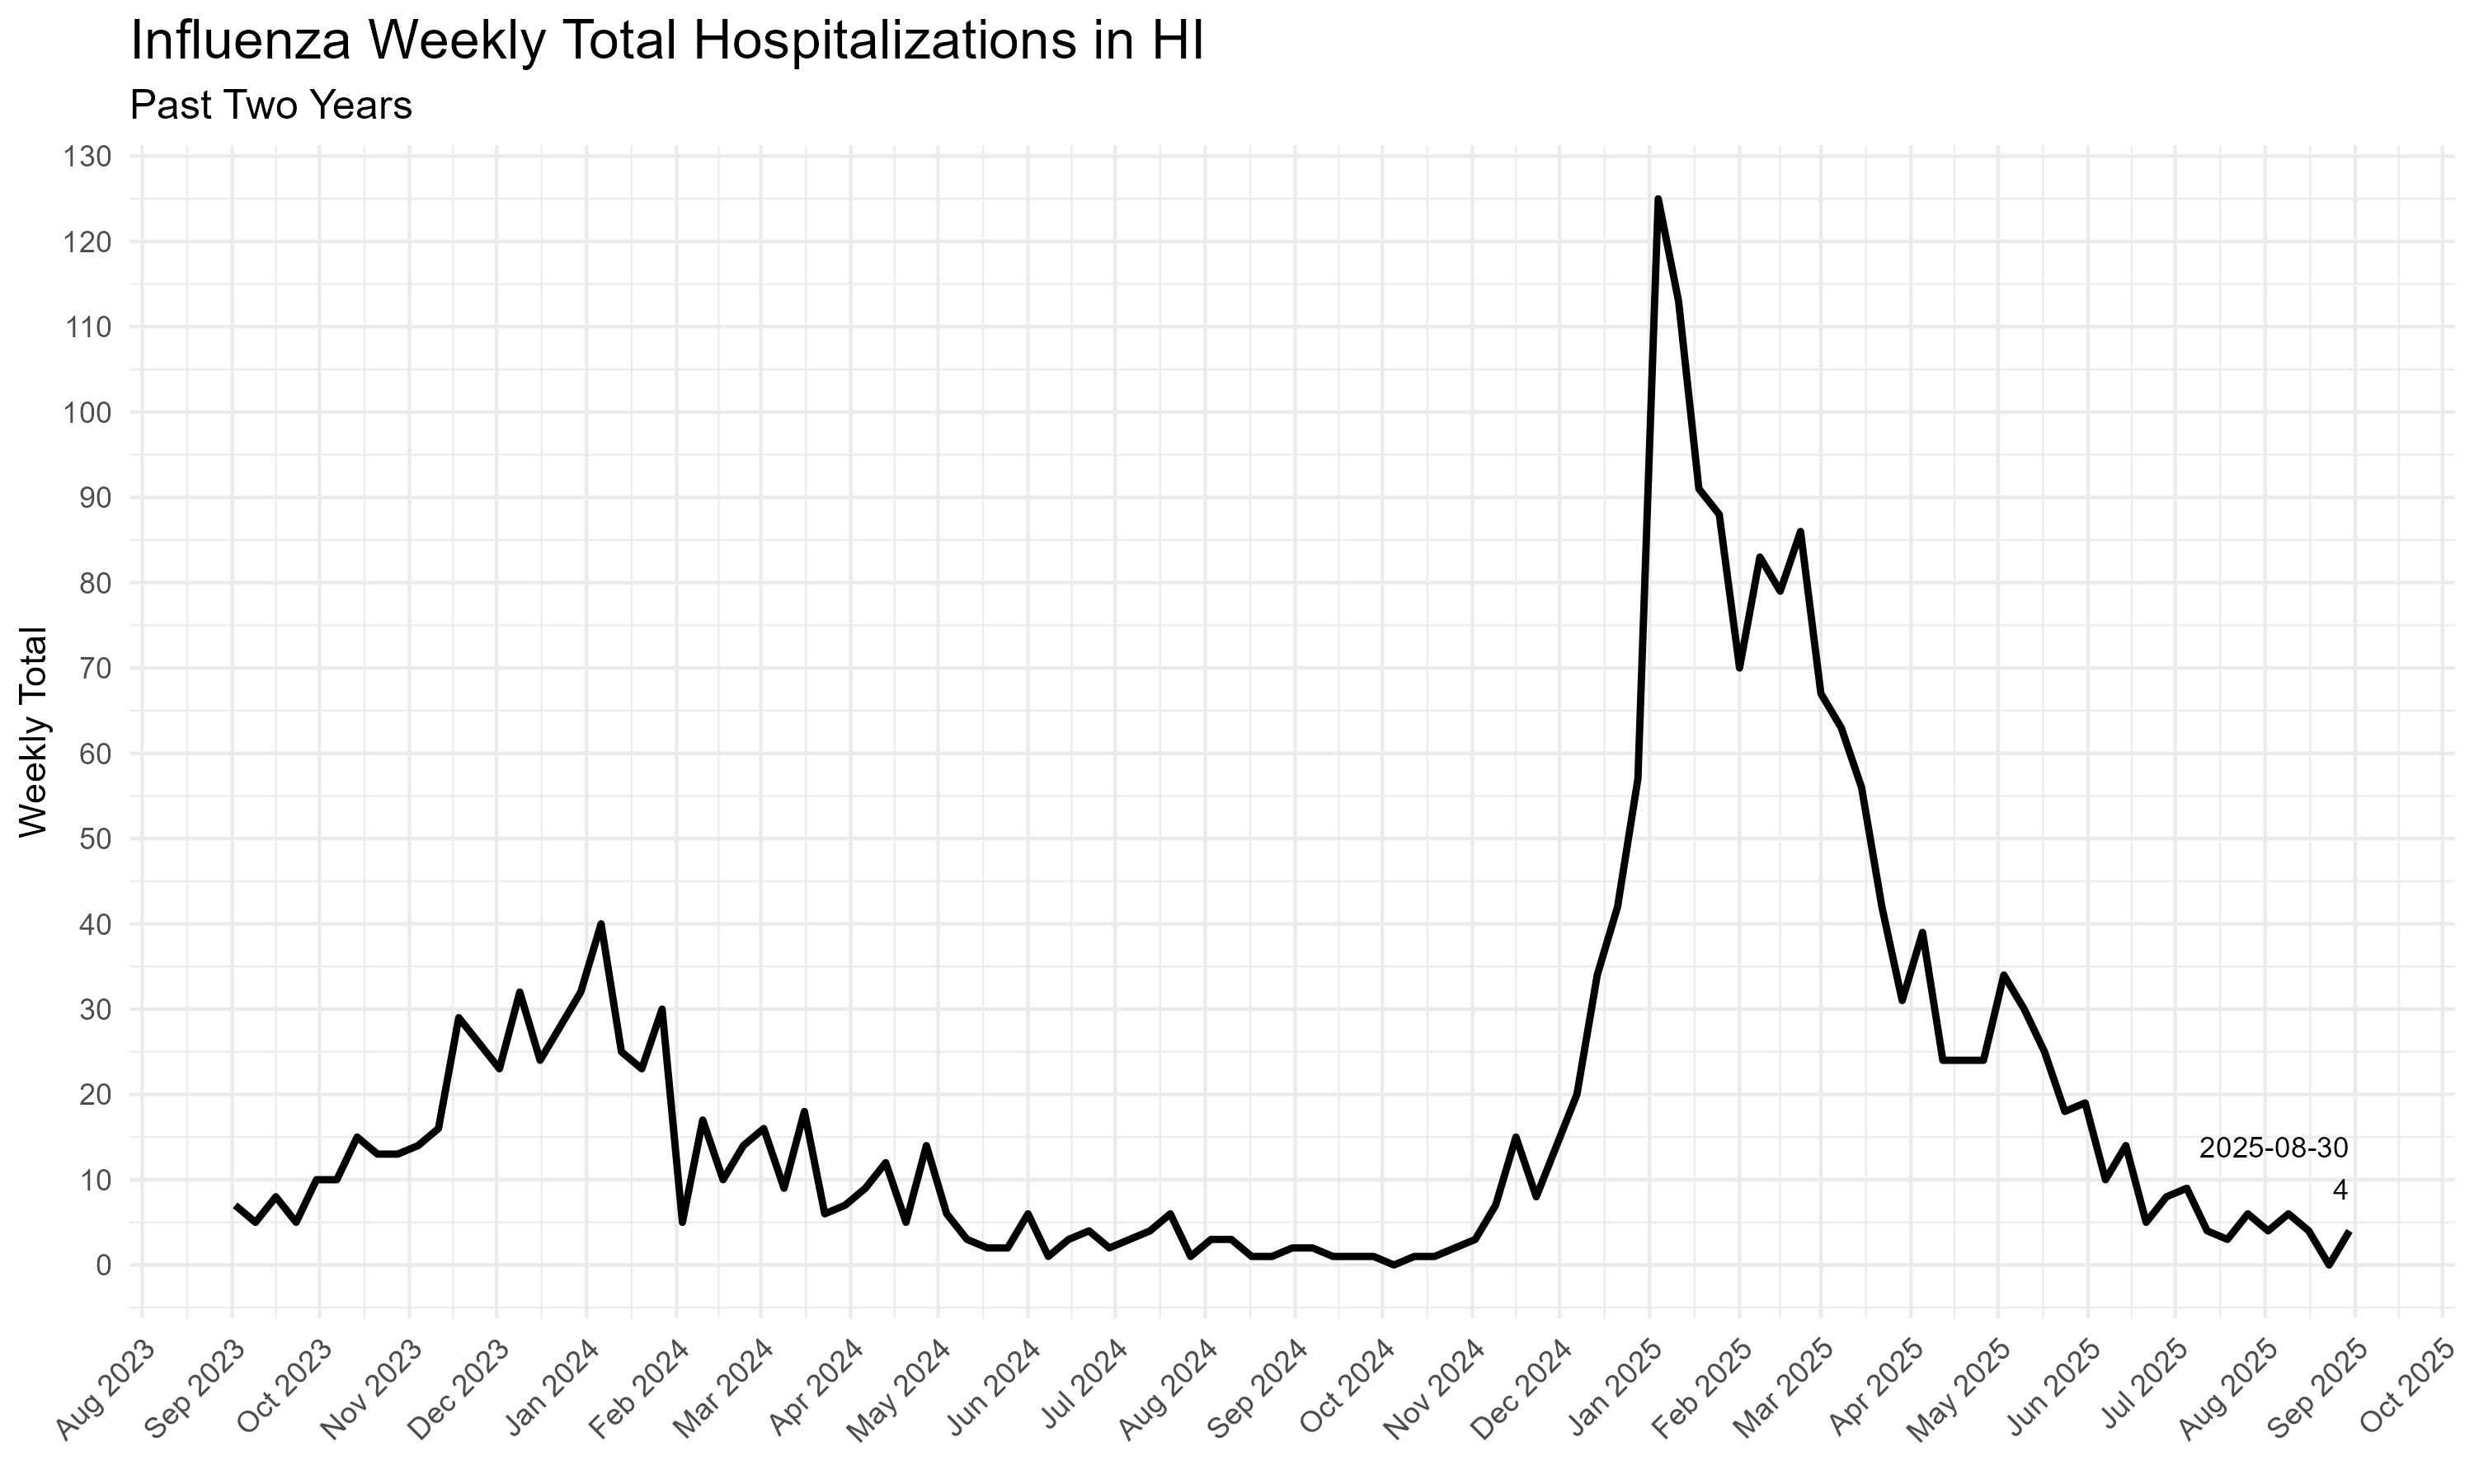 Influenza Weekly Total Hospitalizations in HI
Past Two Years
130
120
110
100
90
80
70
60
50
40
30
20
10
0
Weekly Total
2025-08-30
4
Aug 2023
Sep 2023
Oct 2023
Nov 2023
Dec 2023
Jan 2024
Feb 2024
Mar 2024
Apr 2024
May 2024
Jun 2024
Jul 2024
Aug 2024
Sep 2024
Oct 2024
Nov 2024
Dec 2024
Jan 2025
Feb 2025
Mar 2025
Apr 2025
May 2025
Jun 2025
Jul 2025
Aug 2025
Sep 2025
Oct 2025